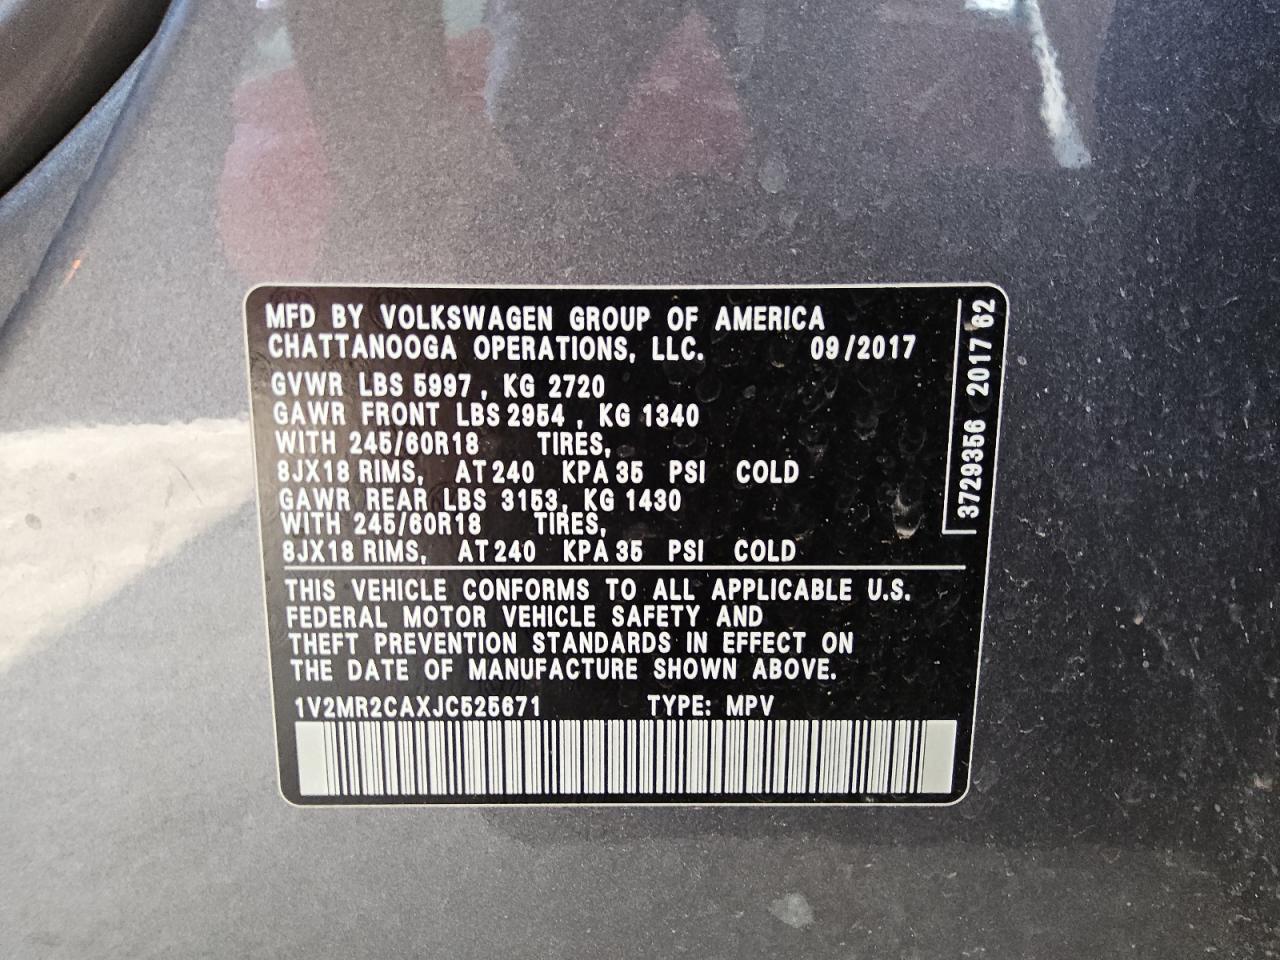 MFD BY VOLKSWAGEN GROUP OF AMERICA
CHATTANOOGA OPERATIONS, LLC. 09/2017
GVWR LBS 5997, KG 2720
GAWR FRONT LBS 2954, KG 1340
WITH 245/60R18 TIRES,
8JX18 RIMS, AT 240 KPA 35 PSI COLD
GAWR REAR LBS 3153, KG 1430
WITH 245/60R18 TIRES,
8JX18 RIMS, AT 240 KPA 35 PSI COLD
THIS VEHICLE CONFORMS TO ALL APPLICABLE U.S.
FEDERAL MOTOR VEHICLE SAFETY AND
THEFT PREVENTION STANDARDS IN EFFECT ON
THE DATE OF MANUFACTURE SHOWN ABOVE.
1V2MR2CAXJC525671 TYPE: MPV
3729356 2017 62